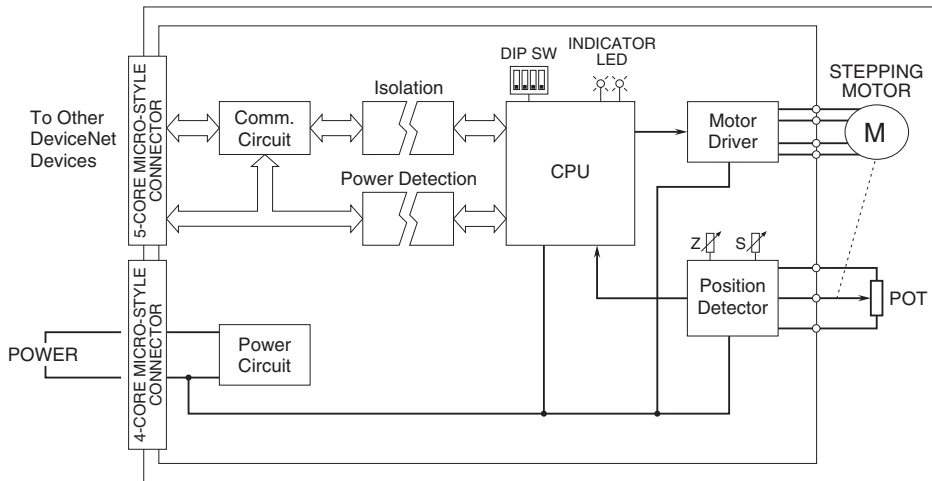 DIP SW
INDICATOR
LED
STEPPING
MOTOR
To Other
DeviceNet
Devices
5-CORE MICRO-STYLE
CONNECTOR
Comm.
Circuit
Isolation
Power Detection
CPU
Motor
Driver
M
Z
S
Position
Detector
POT
POWER
4-CORE MICRO-STYLE
CONNECTOR
Power
Circuit